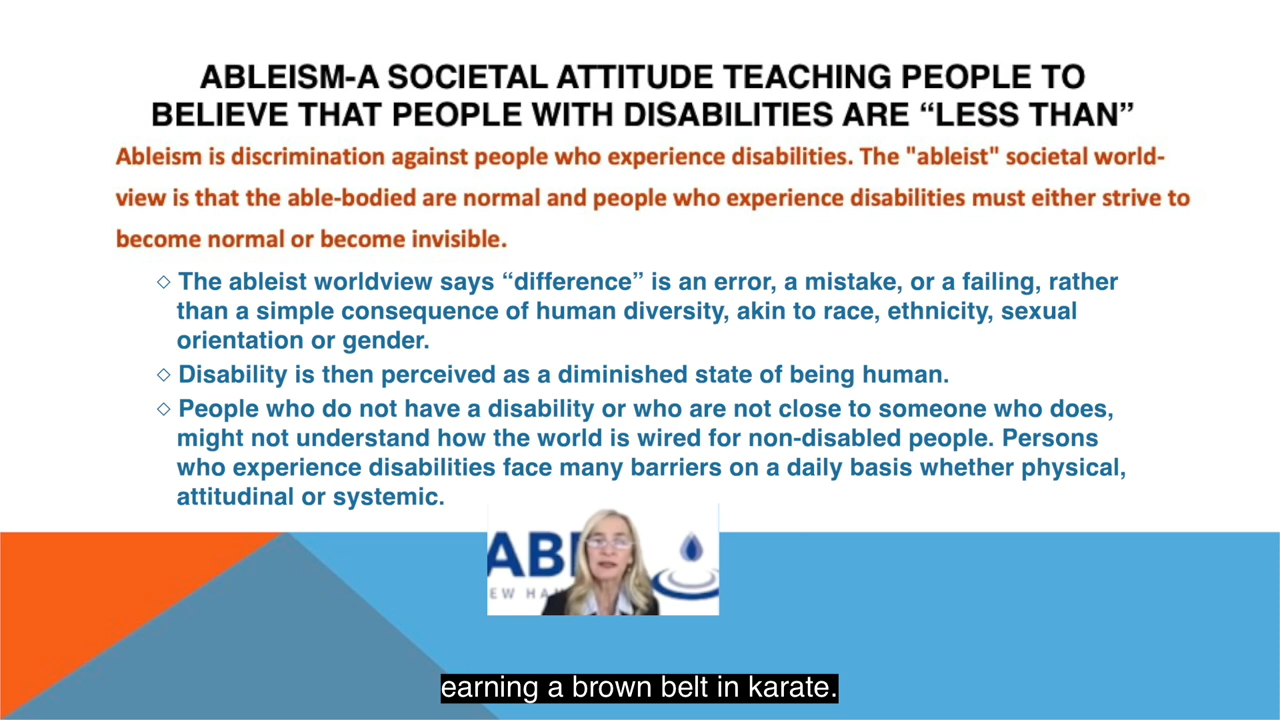 ABLEISM-A SOCIETAL ATTITUDE TEACHING PEOPLE TO
BELIEVE THAT PEOPLE WITH DISABILITIES ARE “LESS THAN”
Ableism is discrimination against people who experience disabilities. The "ableist" societal world-
view is that the able-bodied are normal and people who experience disabilities must either strive to
become normal or become invisible.
◇ The ableist worldview says “difference” is an error, a mistake, or a failing, rather
than a simple consequence of human diversity, akin to race, ethnicity, sexual
orientation or gender.
◇ Disability is then perceived as a diminished state of being human.
◇ People who do not have a disability or who are not close to someone who does,
might not understand how the world is wired for non-disabled people. Persons
who experience disabilities face many barriers on a daily basis whether physical,
attitudinal or systemic.
earning a brown belt in karate.